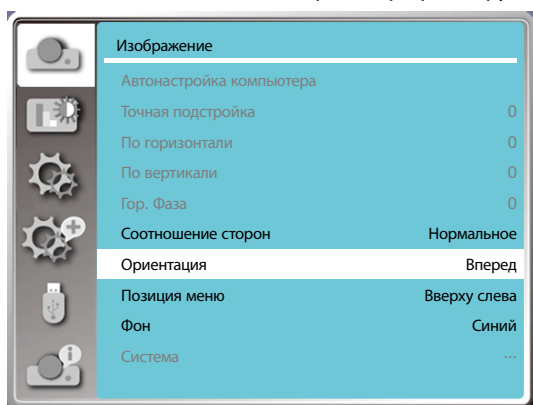 Изображение
Автонастройка компьютера
Точная подстройка 0
По горизонтали 0
По вертикали 0
Гор. Фаза 0
Соотношение сторон Нормальное
Ориентация Вперед
Позиция меню Вверху слева
Фон Синий
Система ...